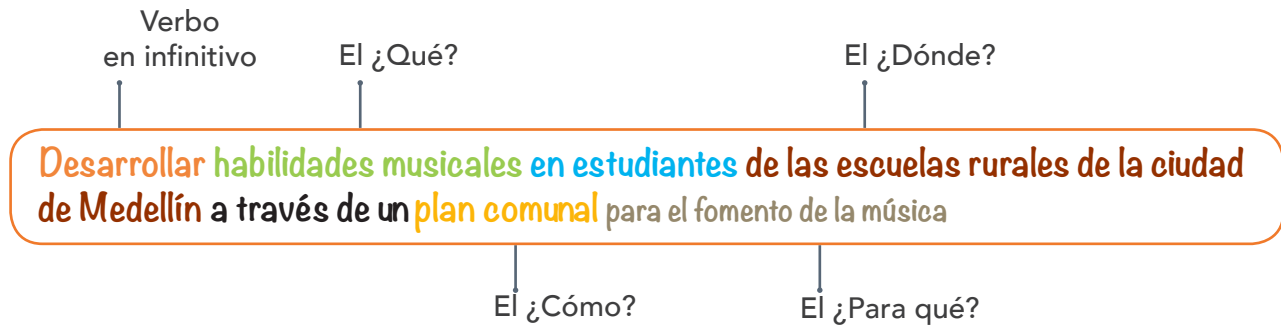 Verbo
en infinitivo
El ¿Qué?
El ¿Dónde?
Desarrollar habilidades musicales en estudiantes de las escuelas rurales de la ciudad
de Medellín a través de un plan comunal para el fomento de la música
El ¿Cómo?
El ¿Para qué?